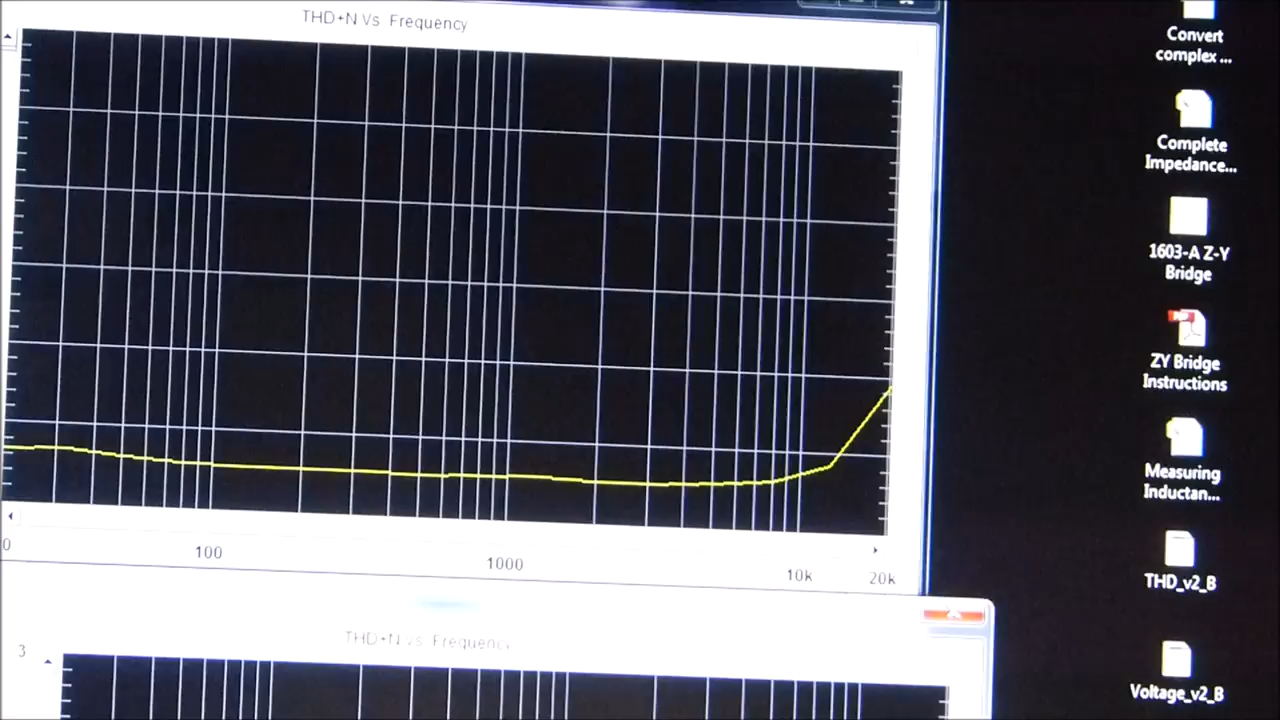 THD+N Vs Frequency
0
100
1000
10k
20k
THD+N vs Frequency
3
Convert
complex ...
Complete
Impedance...
1603-A Z-Y
Bridge
ZY Bridge
Instructions
Measuring
Inductan...
THD_v2_B
Voltage_v2_B